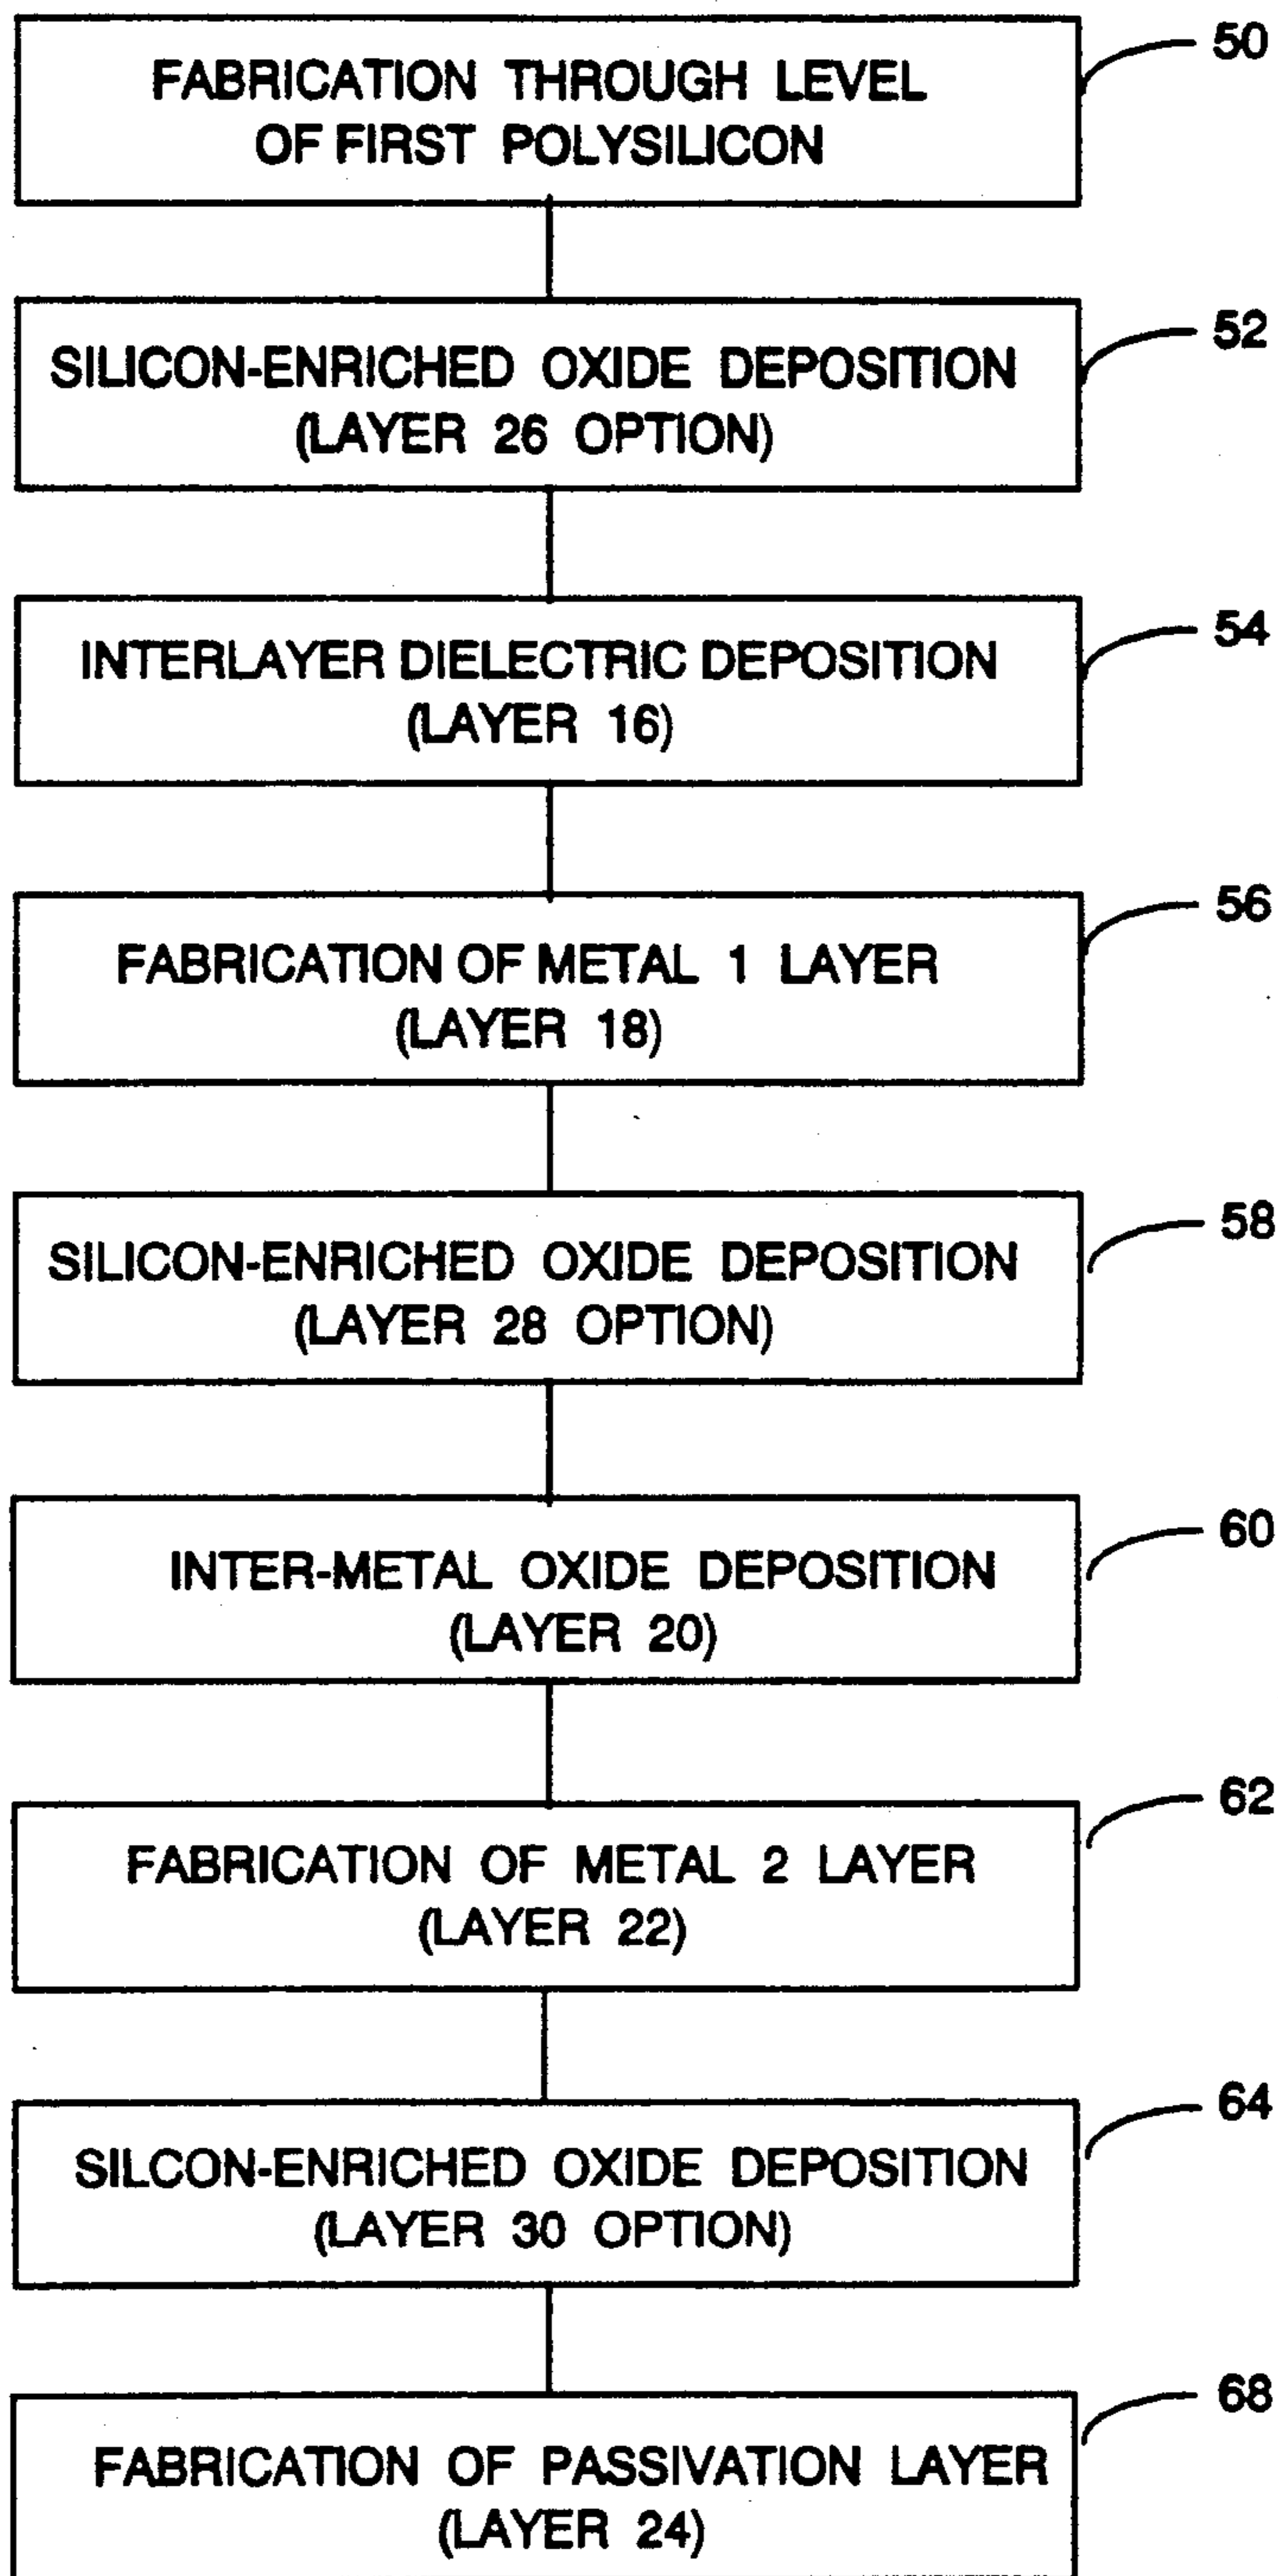 FABRICATION THROUGH LEVEL
OF FIRST POLYSILICON
50
SILICON-ENRICHED OXIDE DEPOSITION
(LAYER 26 OPTION)
52
INTERLAYER DIELECTRIC DEPOSITION
(LAYER 16)
54
FABRICATION OF METAL 1 LAYER
(LAYER 18)
56
SILICON-ENRICHED OXIDE DEPOSITION
(LAYER 28 OPTION)
58
INTER-METAL OXIDE DEPOSITION
(LAYER 20)
60
FABRICATION OF METAL 2 LAYER
(LAYER 22)
62
SILCON-ENRICHED OXIDE DEPOSITION
(LAYER 30 OPTION)
64
FABRICATION OF PASSIVATION LAYER
(LAYER 24)
68